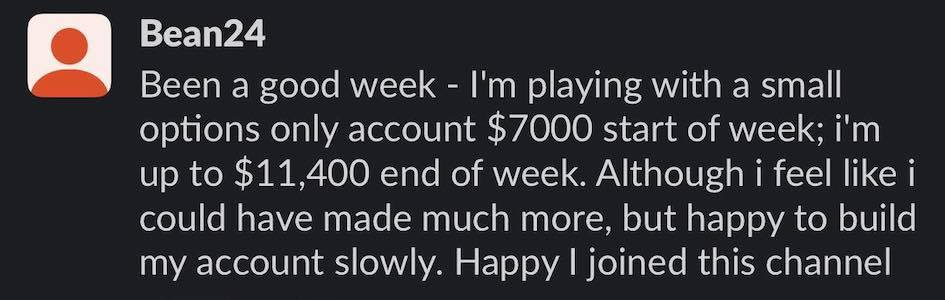 Bean24
Been a good week - I'm playing with a small
options only account $7000 start of week; i'm
up to $11,400 end of week. Although i feel like i
could have made much more, but happy to build
my account slowly. Happy I joined this channel